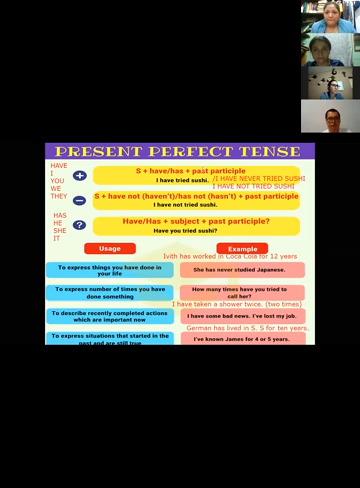 PRESENT PERFECT TENSE
HAVE
I
YOU
WE
THEY
HAS
HE
SHE
IT
+
S + have/has + past participle
I have tried sushi. /I HAVE NEVER TRIED SUSHI
I HAVE NOT TRIED SUSHI
−
S + not have (haven't)/has not (hasn't) + past participle
I have not tried sushi.
?
Have/Has + subject + past participle?
Have you tried sushi?
Usage
Example
Ivith has worked in Coca Cola for 12 years
To express things you have done in your life
She has never studied Japanese.
To express number of times you have done something
How many times have you tried to call her?
I have taken a shower twice. (two times)
To describe recently completed actions which are important now
I have some bad news. I've lost my job.
German has lived in S. S for ten years.
To express situations that started in the past and are still true
I've known James for 4 or 5 years.